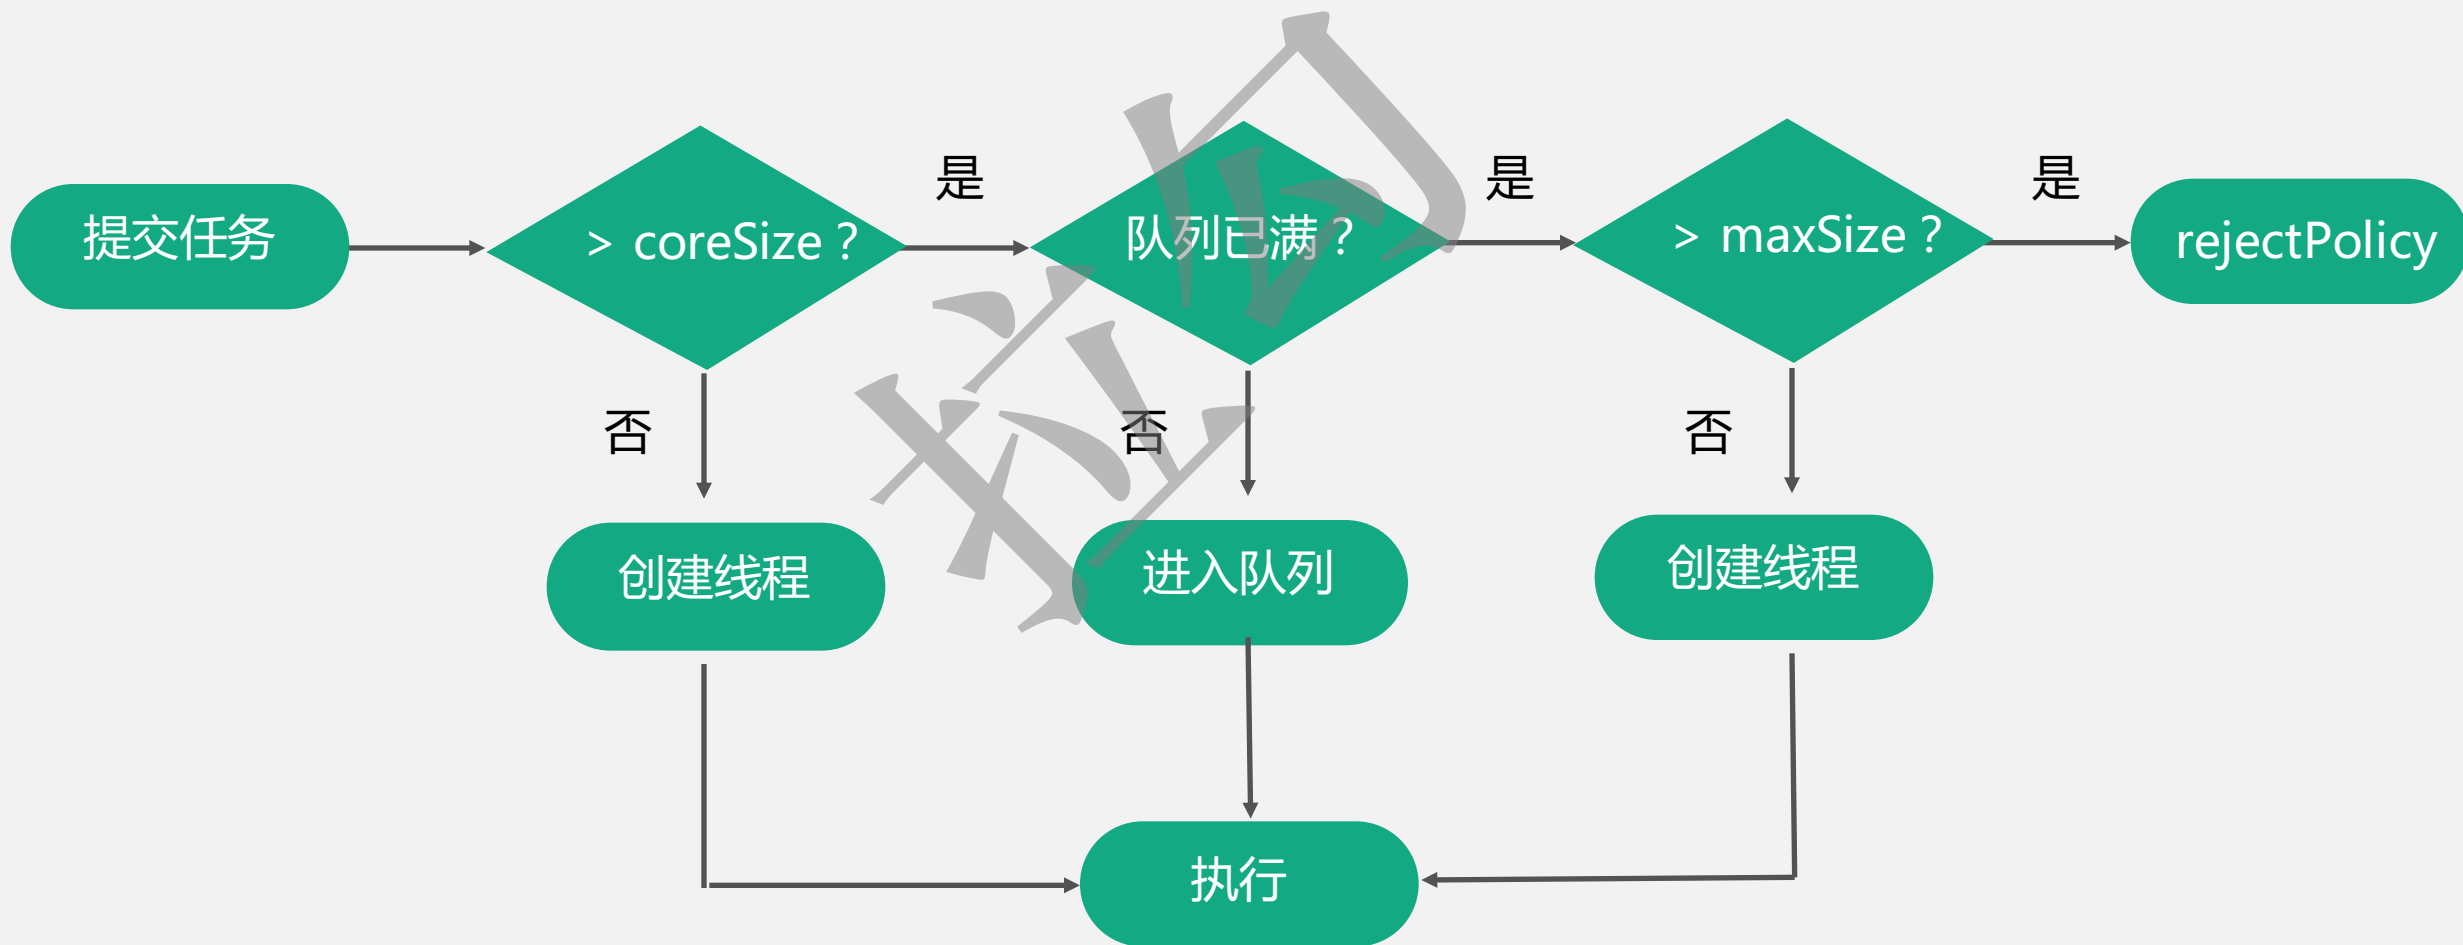 提交任务
> coreSize？
是
队列已满？
是
> maxSize？
是
rejectPolicy
否
否
否
创建线程
进入队列
创建线程
执行